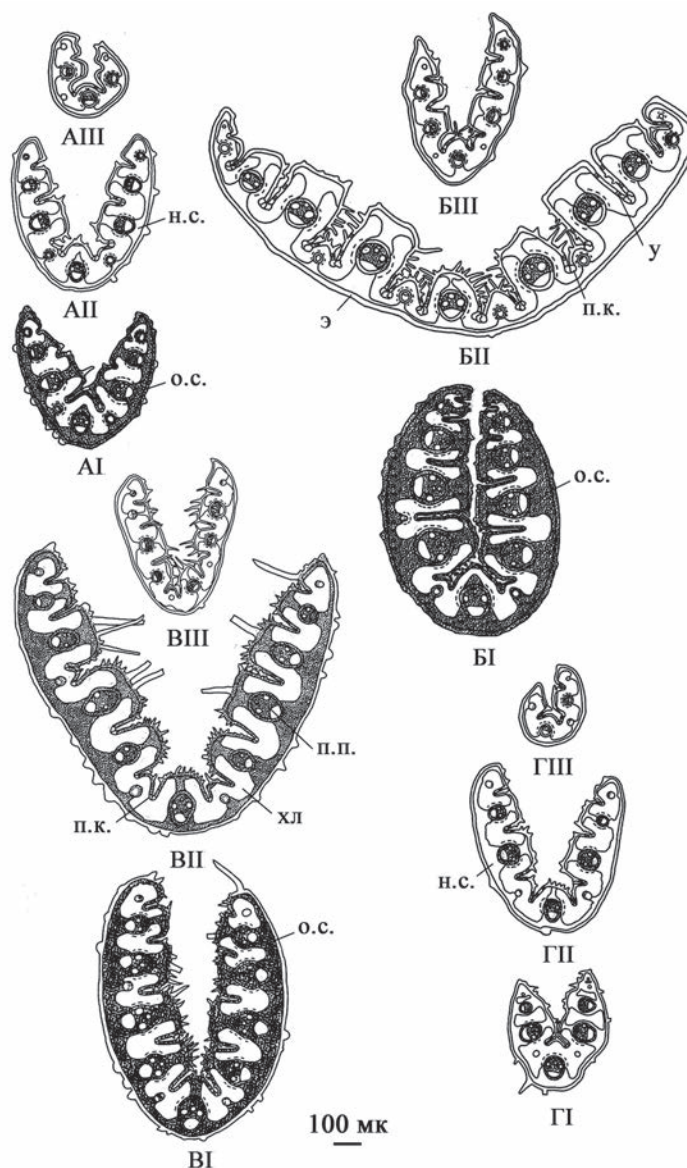 АIII
БIII
н.с.
у
АII
п.к.
э
БII
о.с.
АI
о.с.
ВIII
БI
п.п.
ГIII
п.к.
хл
ВII
н.с.
о.с.
ГII
100 мк
ГI
ВI